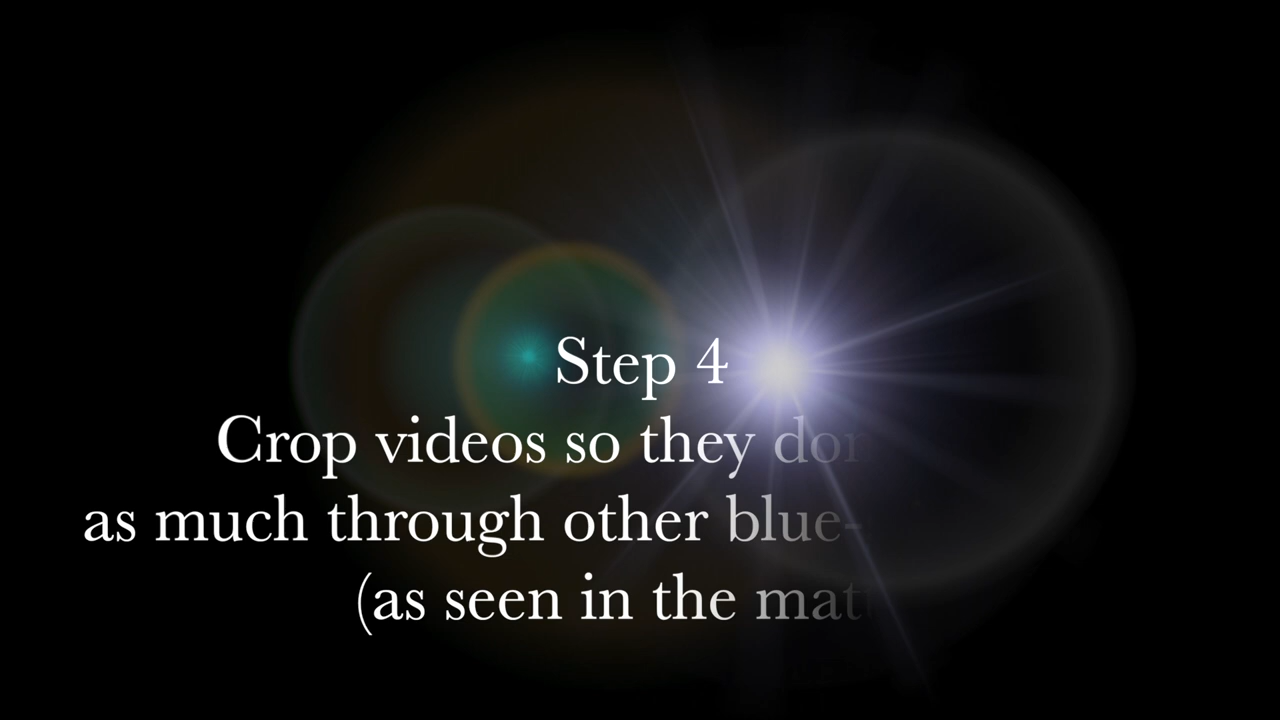 Step 4
Crop videos so they
as much through other blue-
(as seen in the